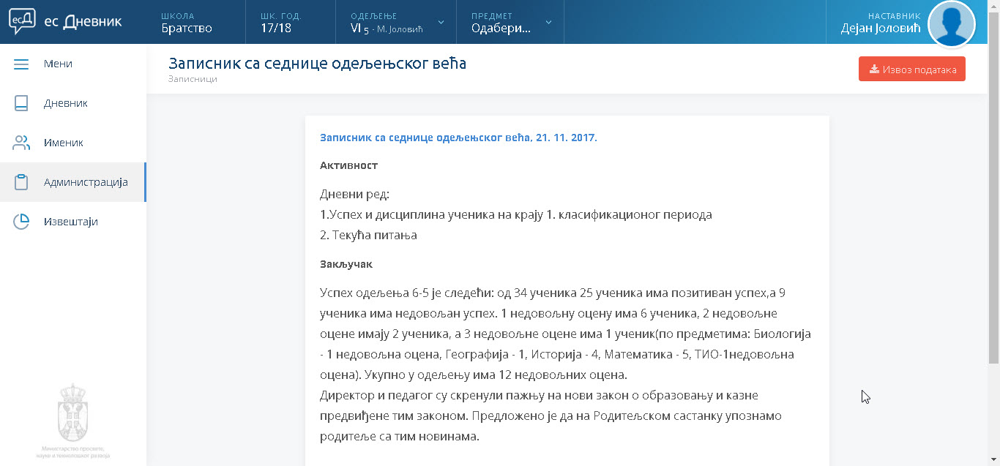 есД
ес Дневник
ШКОЛА
Братство
ШК. ГОД.
17/18
ОДЕЉЕЊЕ
VI 5 - М. Јоловић
ПРЕДМЕТ
Одабери...
НАСТАВНИК
Дејан Јоловић
Мени
Дневник
Именик
Администрација
Извештаји
Министарство просвете,
науке и технолошког развоја
Записник са седнице одељењског већа
Записници
Извоз података
Записник са седнице одељењског већа, 21. 11. 2017.
Активност
Дневни ред:
1.Успех и дисциплина ученика на крају 1. класификационог периода
2. Текућа питања
Закључак
Успех одељења 6-5 је следећи: од 34 ученика 25 ученика има позитиван успех,а 9
ученика има недовољан успех. 1 недовољну оцену има 6 ученика, 2 недовољне
оцене имају 2 ученика, а 3 недовољне оцене има 1 ученик(по предметима: Биологија
- 1 недовољна оцена, Географија - 1, Историја - 4, Математика - 5, ТИО-1недовољна
оцена). Укупно у одељењу има 12 недовољних оцена.
Директор и педагог су скренули пажњу на нови закон о образовању и казне
предвиђене тим законом. Предложено је да на Родитељском састанку упознамо
родитеље са тим новинама.